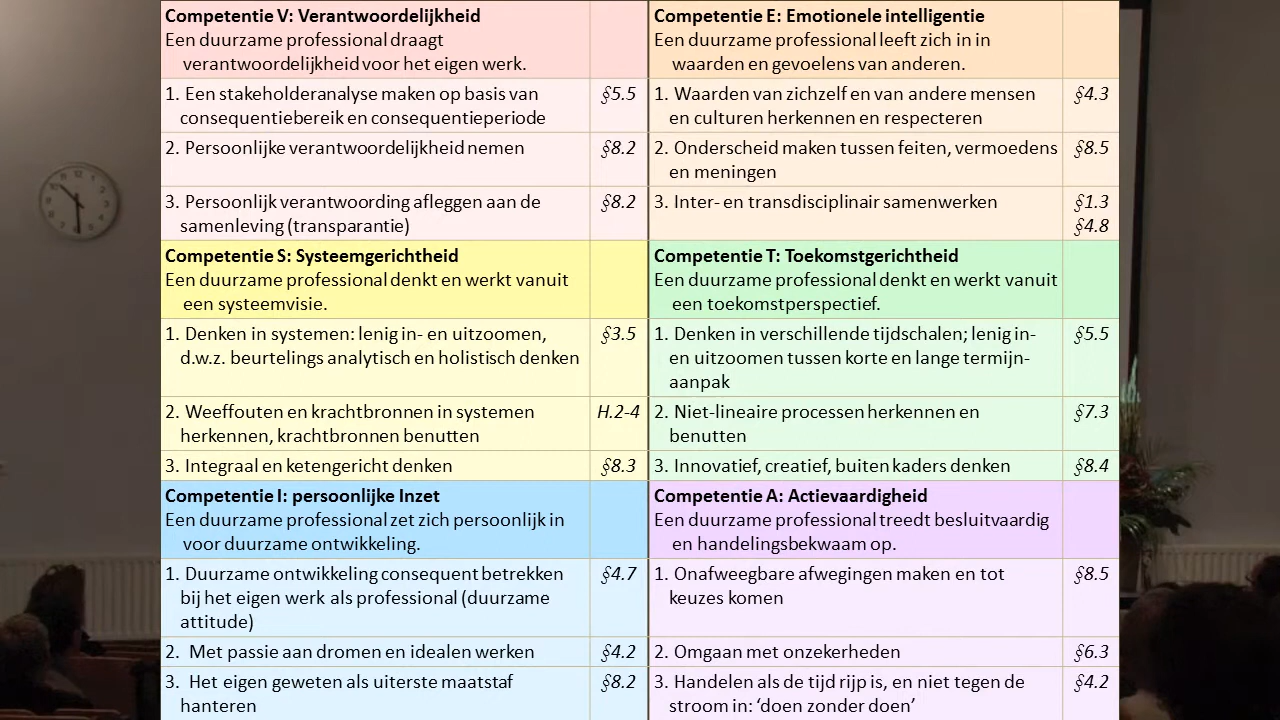 Competentie V: Verantwoordelijkheid
Een duurzame professional draagt
verantwoordelijkheid voor het eigen werk.
1. Een stakeholderanalyse maken op basis van
consequentiebereik en consequentieperiode
§5.5
2. Persoonlijke verantwoordelijkheid nemen
§8.2
3. Persoonlijk verantwoording afleggen aan de
samenleving (transparantie)
§8.2
Competentie E: Emotionele intelligentie
Een duurzame professional leeft zich in in
waarden en gevoelens van anderen.
1. Waarden van zichzelf en van andere mensen
en culturen herkennen en respecteren
§4.3
2. Onderscheid maken tussen feiten, vermoedens
en meningen
§8.5
3. Inter- en transdisciplinair samenwerken
§1.3
§4.8
Competentie S: Systeemgerichtheid
Een duurzame professional denkt en werkt vanuit
een systeemvisie.
1. Denken in systemen: lenig in- en uitzoomen,
d.w.z. beurtelings analytisch en holistisch denken
§3.5
2. Weeffouten en krachtbronnen in systemen
herkennen, krachtbronnen benutten
H.2-4
3. Integraal en ketengericht denken
§8.3
Competentie T: Toekomstgerichtheid
Een duurzame professional denkt en werkt vanuit
een toekomstperspectief.
1. Denken in verschillende tijdschalen; lenig in-
en uitzoomen tussen korte en lange termijn-
aanpak
§5.5
2. Niet-lineaire processen herkennen en
benutten
§7.3
3. Innovatief, creatief, buiten kaders denken
§8.4
Competentie I: persoonlijke Inzet
Een duurzame professional zet zich persoonlijk in
voor duurzame ontwikkeling.
1. Duurzame ontwikkeling consequent betrekken
bij het eigen werk als professional (duurzame
attitude)
§4.7
2. Met passie aan dromen en idealen werken
§4.2
3. Het eigen geweten als uiterste maatstaf
hanteren
§8.2
Competentie A: Actievaardigheid
Een duurzame professional treedt besluitvaardig
en handelingsbekwaam op.
1. Onafweegbare afwegingen maken en tot
keuzes komen
§8.5
2. Omgaan met onzekerheden
§6.3
3. Handelen als de tijd rijp is, en niet tegen de
stroom in: ‘doen zonder doen’
§4.2